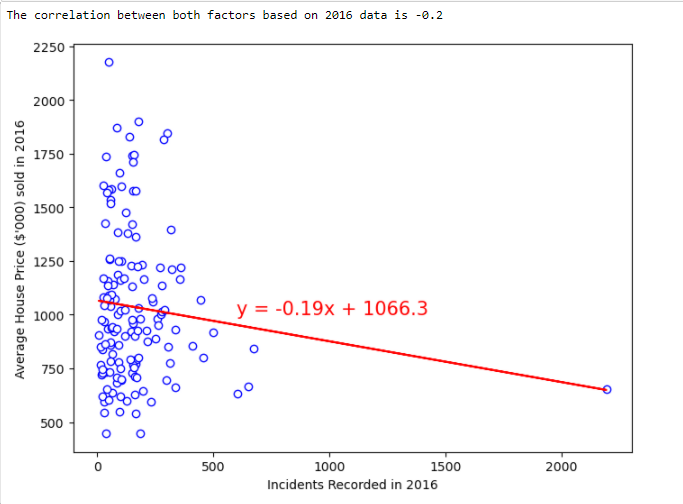 The correlation between both factors based on 2016 data is -0.2
2250
2000
1750
1500
1250
1000
750
500
Average House Price ($'000) sold in 2016
y = -0.19x + 1066.3
0 500 1000 1500 2000
Incidents Recorded in 2016